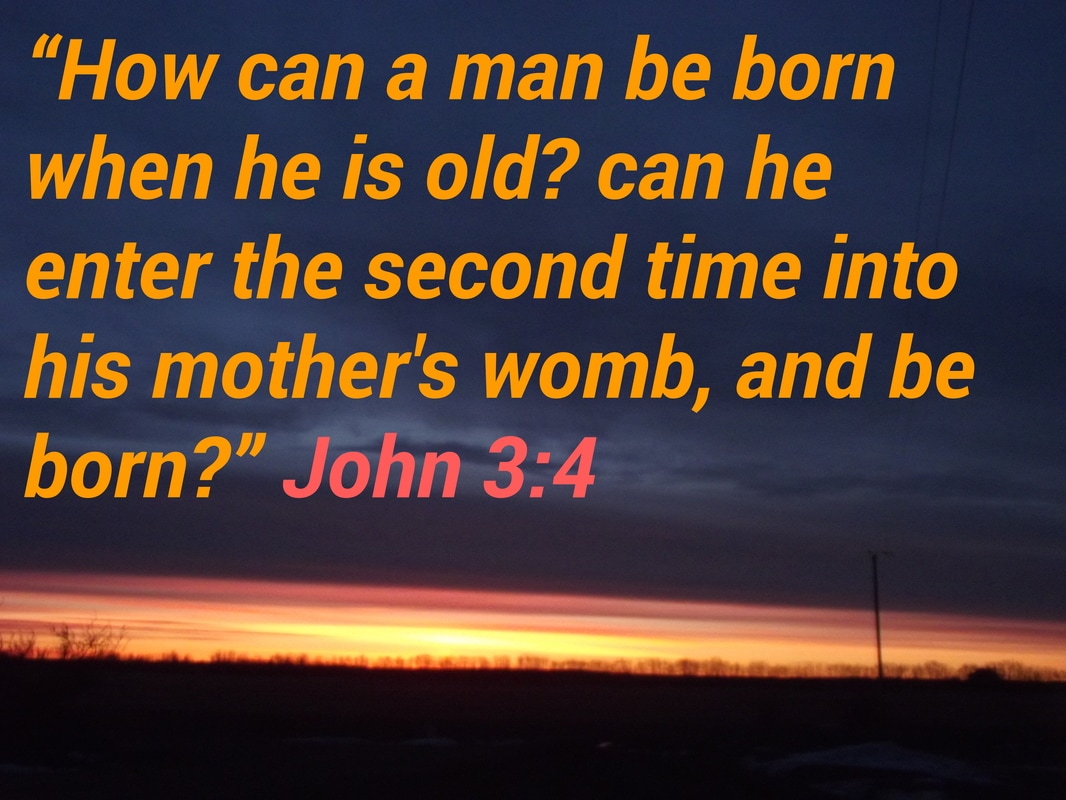 “How can a man be born
when he is old? can he
enter the second time into
his mother's womb, and be
born?” John 3:4